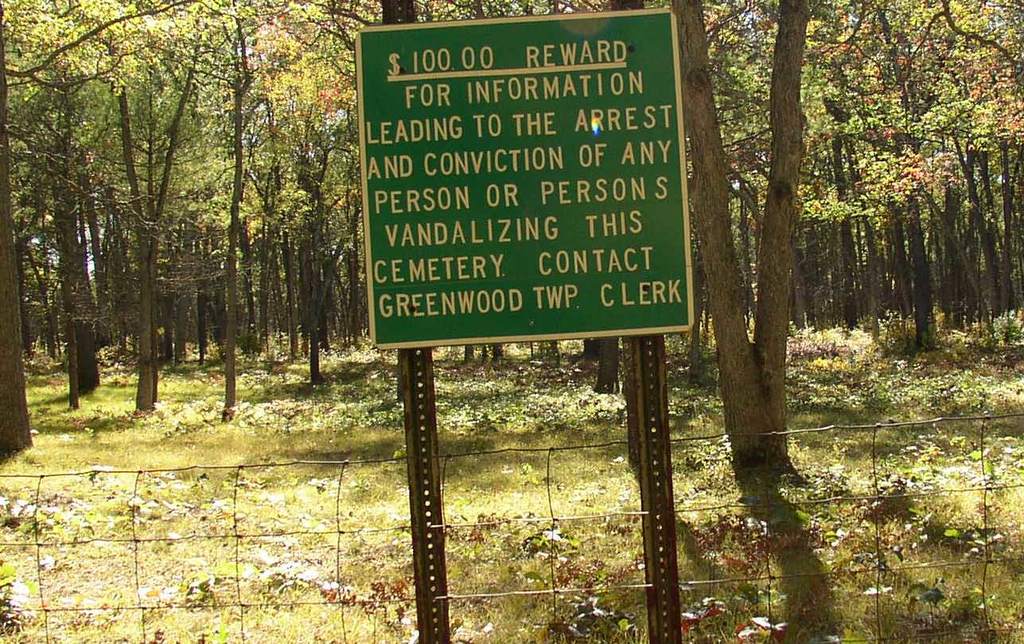 $100.00 REWARD
FOR INFORMATION
LEADING TO THE ARREST
AND CONVICTION OF ANY
PERSON OR PERSONS
VANDALIZING THIS
CEMETERY. CONTACT
GREENWOOD TWP. CLERK